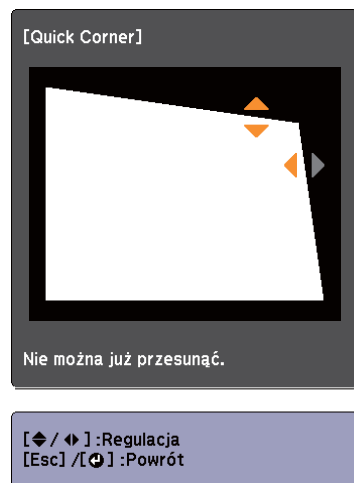 [Quick Corner]
Nie można już przesunąć.
[◆/◆] :Regulacja
[Esc] /[↵] :Powrót